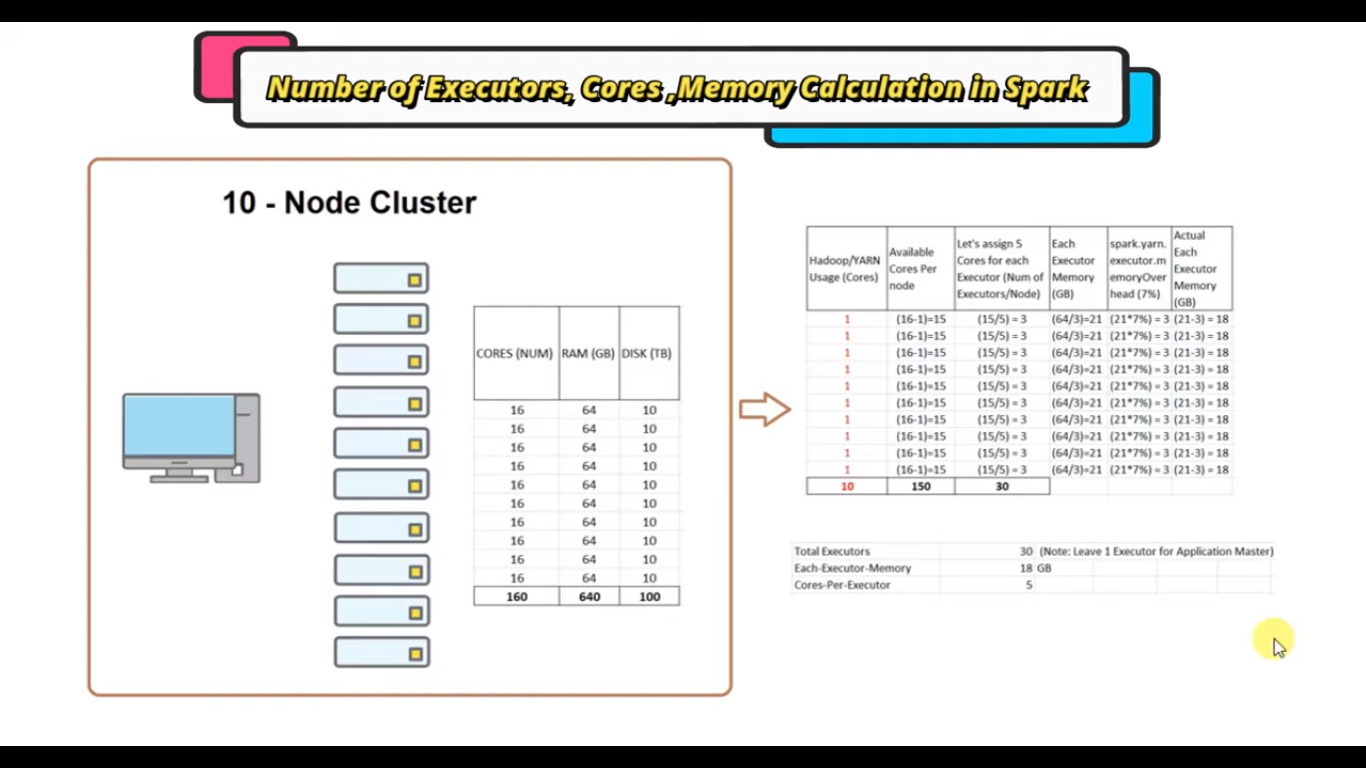 Number of Executors, Cores ,Memory Calculation in Spark
10 - Node Cluster
CORES (NUM) RAM (GB) DISK (TB)
16 64 10
16 64 10
16 64 10
16 64 10
16 64 10
16 64 10
16 64 10
16 64 10
16 64 10
16 64 10
160 640 100
Hadoop/YARN
Usage (Cores)
Available
Cores Per
node
Let's assign 5
Cores for each
Executor (Num of
Executors/Node)
Each
Executor
Memory
(GB)
spark.yarn.
executor.m
emoryOver
head (7%)
Actual
Each
Executor
Memory
(GB)
1 (16-1)=15 (15/5) = 3 (64/3)=21 (21*7%) = 3 (21-3) = 18
1 (16-1)=15 (15/5) = 3 (64/3)=21 (21*7%) = 3 (21-3) = 18
1 (16-1)=15 (15/5) = 3 (64/3)=21 (21*7%) = 3 (21-3) = 18
1 (16-1)=15 (15/5) = 3 (64/3)=21 (21*7%) = 3 (21-3) = 18
1 (16-1)=15 (15/5) = 3 (64/3)=21 (21*7%) = 3 (21-3) = 18
1 (16-1)=15 (15/5) = 3 (64/3)=21 (21*7%) = 3 (21-3) = 18
1 (16-1)=15 (15/5) = 3 (64/3)=21 (21*7%) = 3 (21-3) = 18
1 (16-1)=15 (15/5) = 3 (64/3)=21 (21*7%) = 3 (21-3) = 18
1 (16-1)=15 (15/5) = 3 (64/3)=21 (21*7%) = 3 (21-3) = 18
1 (16-1)=15 (15/5) = 3 (64/3)=21 (21*7%) = 3 (21-3) = 18
10 150 30
Total Executors 30 (Note: Leave 1 Executor for Application Master)
Each-Executor-Memory 18 GB
Cores-Per-Executor 5